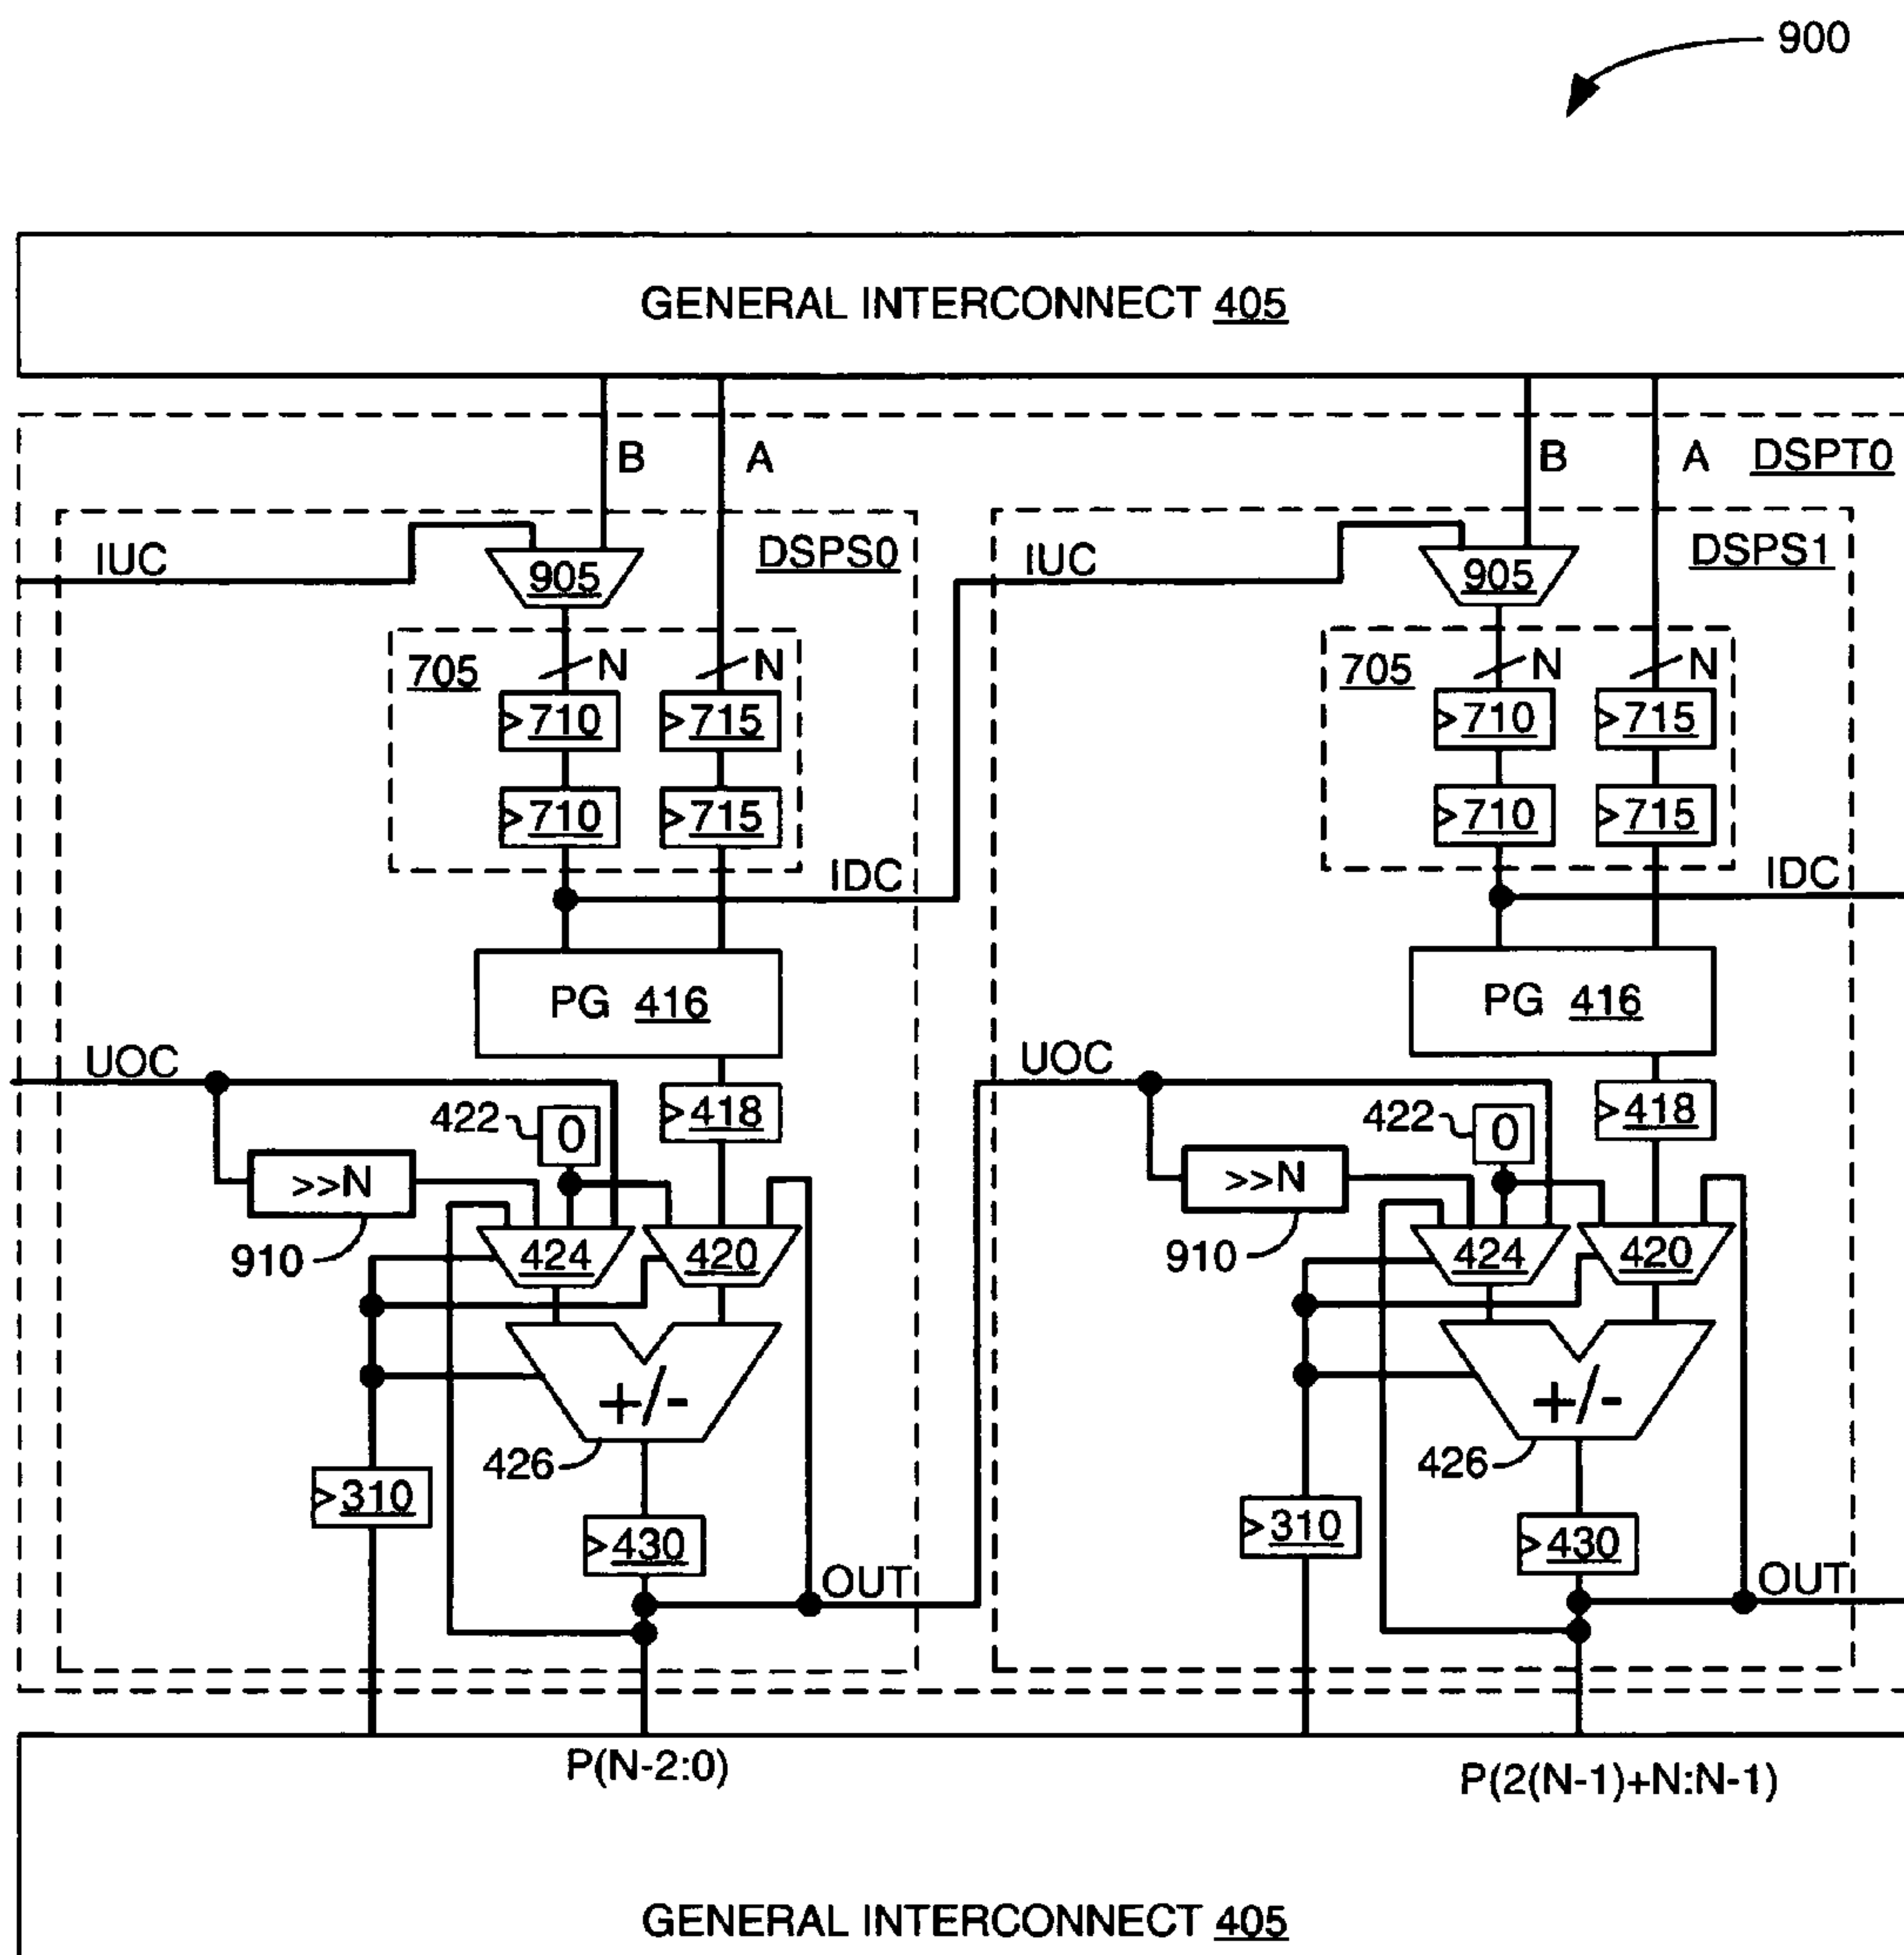 900
GENERAL INTERCONNECT 405
B A B A DSPT0
IUC DSPS0 IUC DSPS1
905 905
705 N N 705 N N
>710 >715 >710 >715
>710 >715 >710 >715
IDC IDC
PG 416 PG 416
UOC UOC
422 0 >418 422 0 >418
>>N >>N
910 424 420 910 424 420
+/- +/-
426 426
>310 >310
>430 >430
OUT OUT
P(N-2:0) P(2(N-1)+N:N-1)
GENERAL INTERCONNECT 405